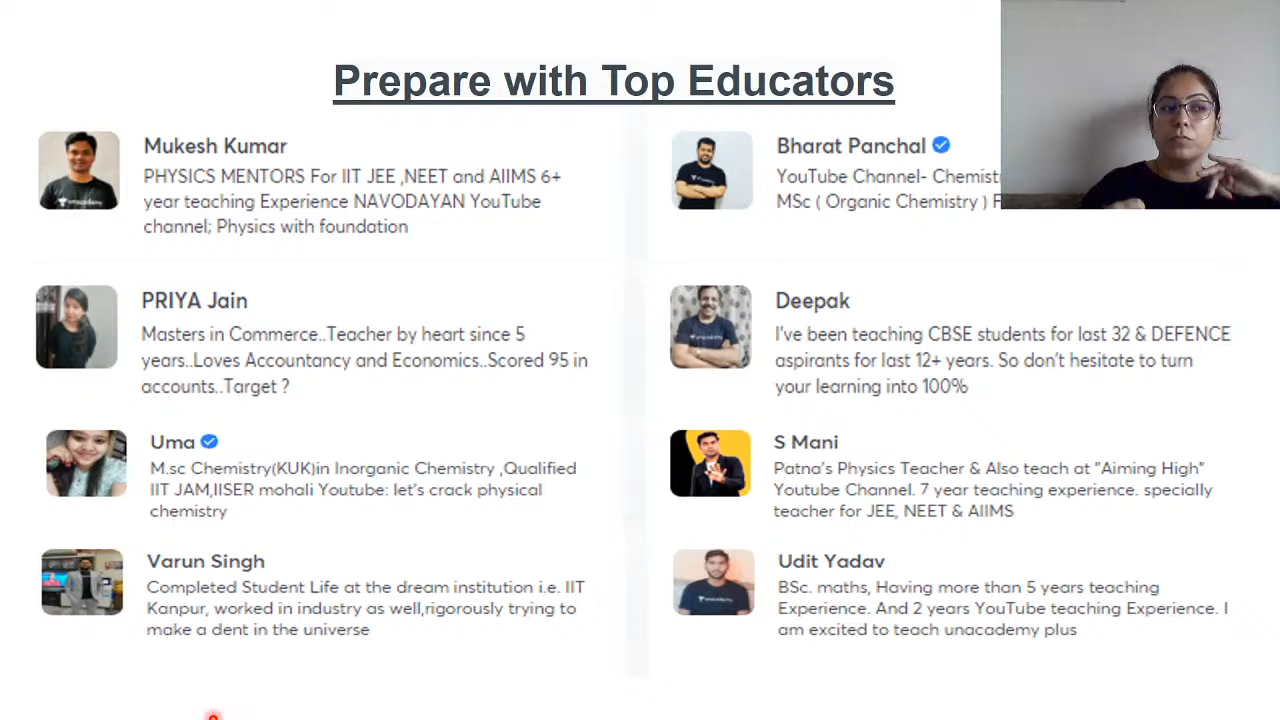 Prepare with Top Educators
Mukesh Kumar
PHYSICS MENTORS For IIT JEE ,NEET and AIIMS 6+
year teaching Experience NAVODAYAN YouTube
channel; Physics with foundation
Bharat Panchal
YouTube Channel- Chemist
MSc ( Organic Chemistry ) F
PRIYA Jain
Masters in Commerce..Teacher by heart since 5
years..Loves Accountancy and Economics..Scored 95 in
accounts..Target ?
Deepak
I've been teaching CBSE students for last 32 & DEFENCE
aspirants for last 12+ years. So don't hesitate to turn
your learning into 100%
Uma
M.sc Chemistry(KUK)in Inorganic Chemistry ,Qualified
IIT JAM,IISER mohali Youtube: let's crack physical
chemistry
S Mani
Patna's Physics Teacher & Also teach at "Aiming High"
Youtube Channel. 7 year teaching experience. specially
teacher for JEE, NEET & AIIMS
Varun Singh
Completed Student Life at the dream institution i.e. IIT
Kanpur, worked in industry as well,rigorously trying to
make a dent in the universe
Udit Yadav
BSc. maths, Having more than 5 years teaching
Experience. And 2 years YouTube teaching Experience. I
am excited to teach unacademy plus